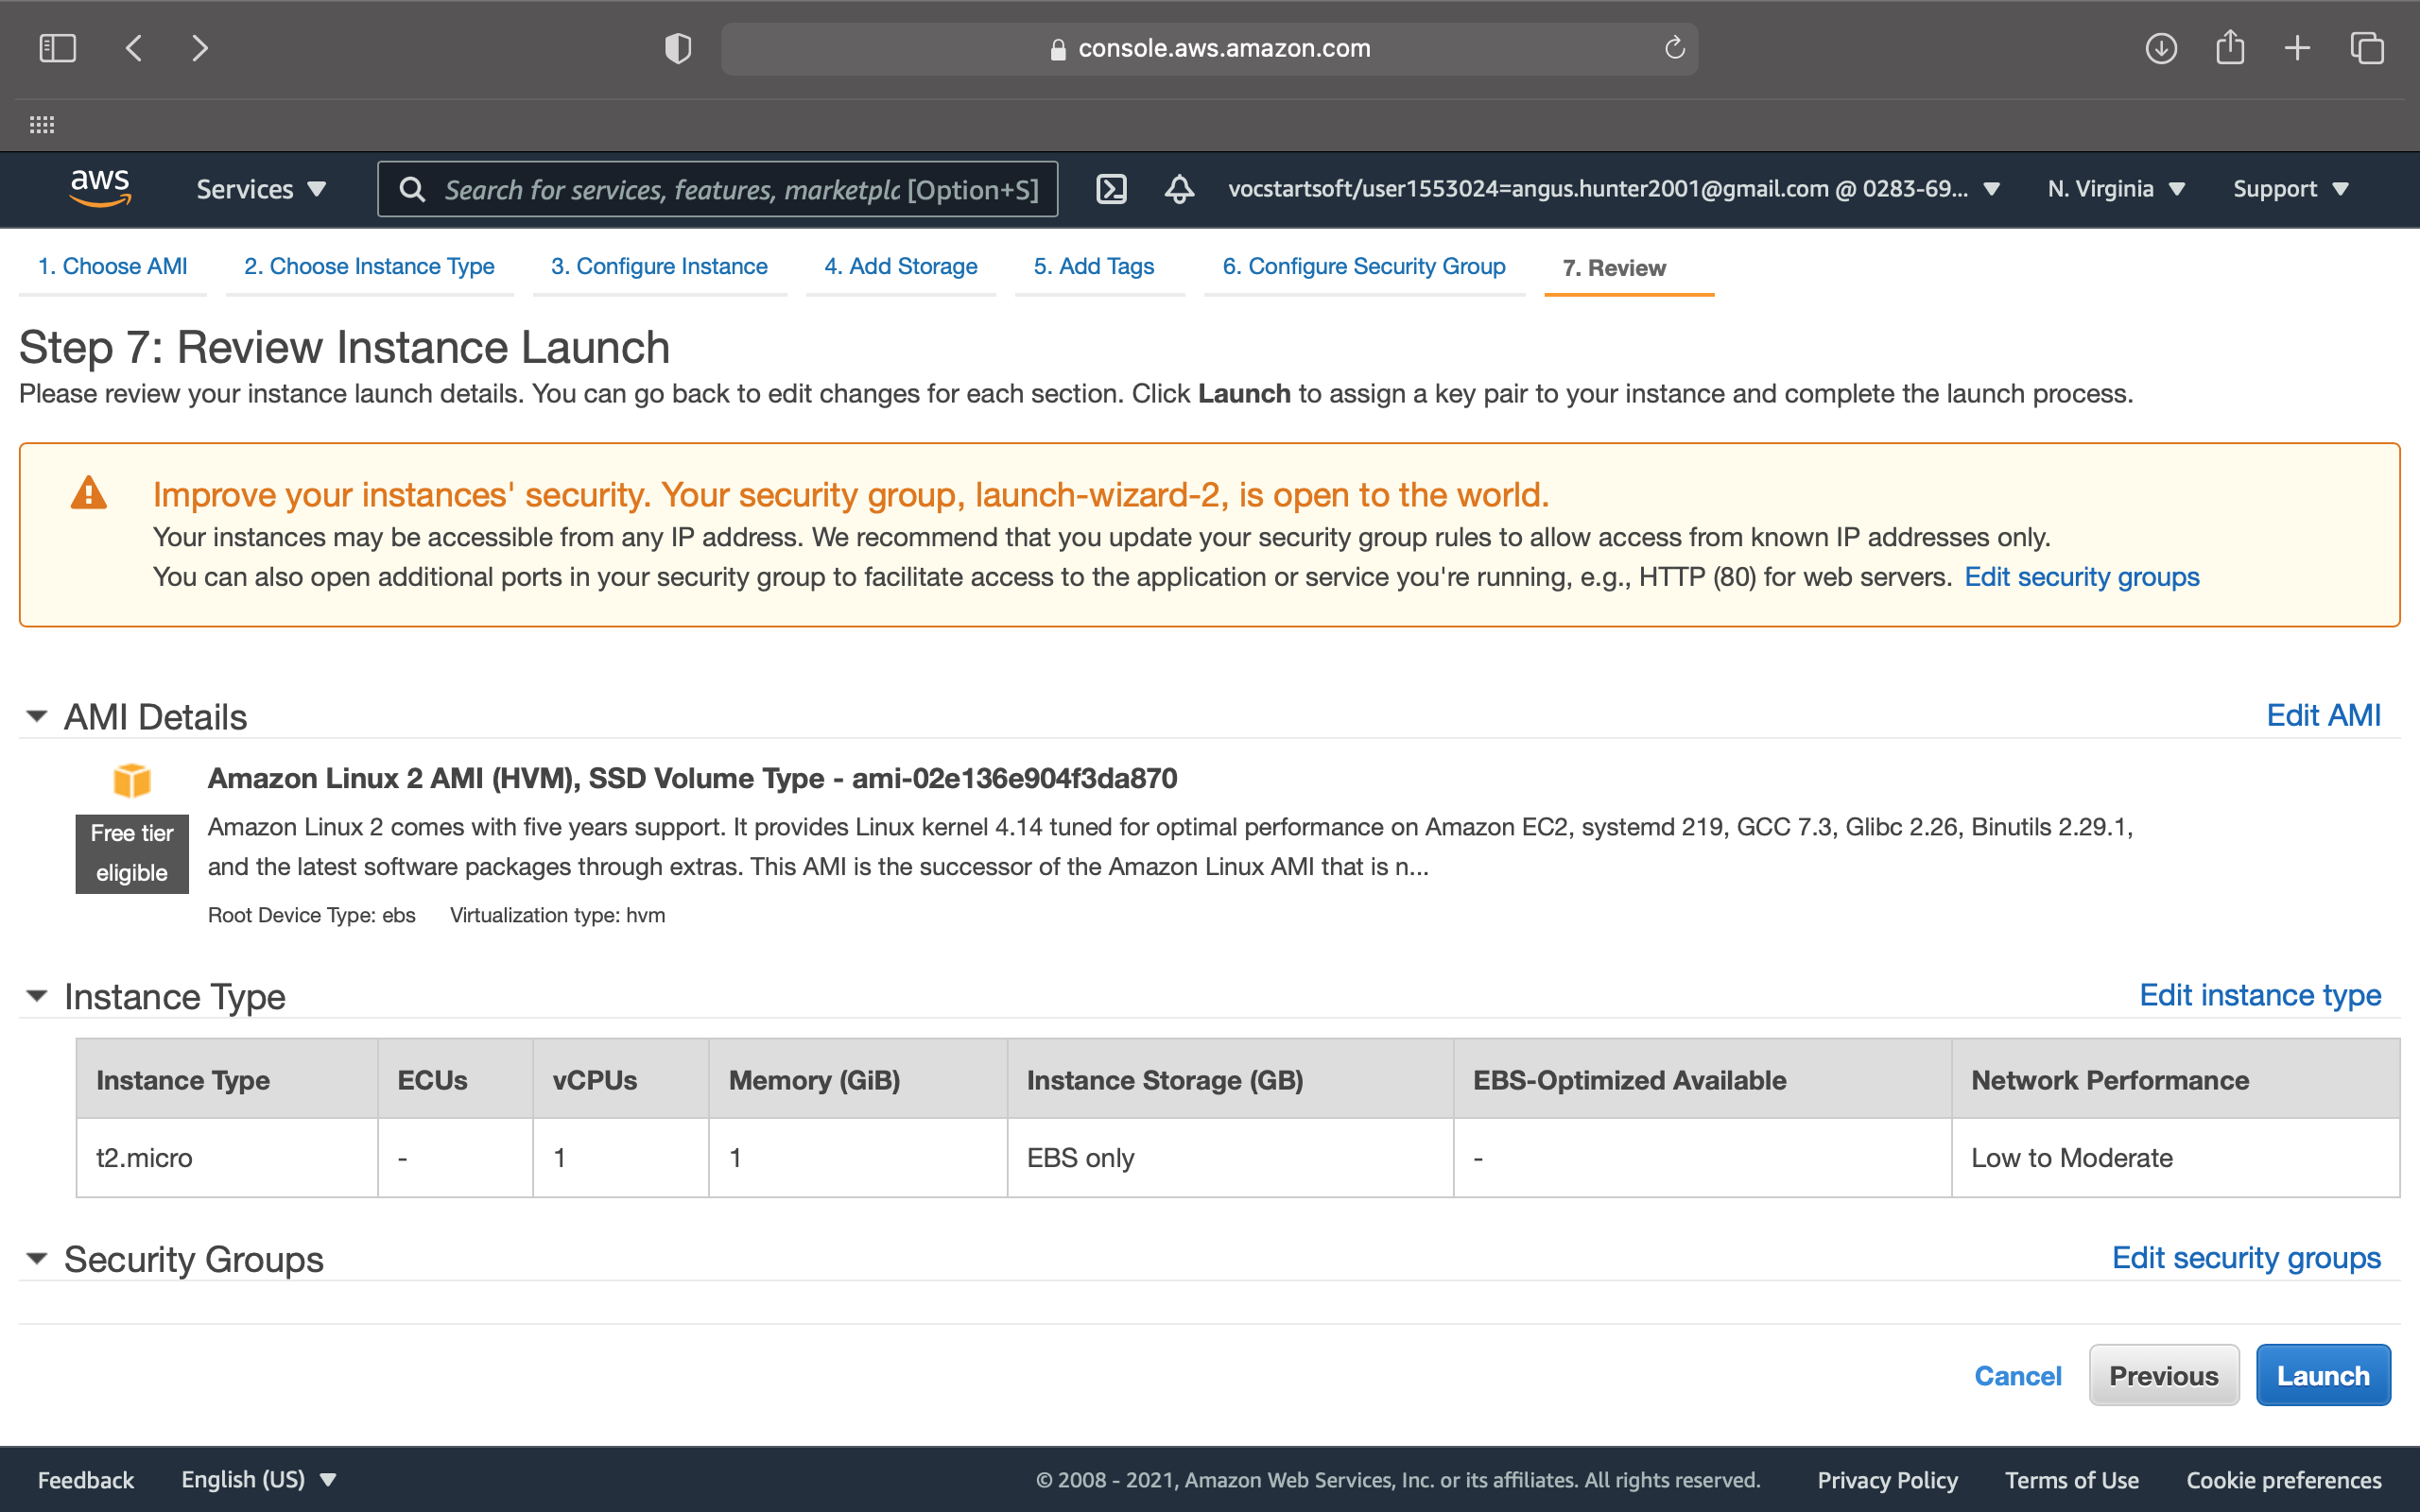 console.aws.amazon.com
aws
Services
Search for services, features, marketplc [Option+S]
vocstartsoft/user1553024=angus.hunter2001@gmail.com @ 0283-69...
N. Virginia
Support
1. Choose AMI
2. Choose Instance Type
3. Configure Instance
4. Add Storage
5. Add Tags
6. Configure Security Group
7. Review
Step 7: Review Instance Launch
Please review your instance launch details. You can go back to edit changes for each section. Click Launch to assign a key pair to your instance and complete the launch process.
Improve your instances' security. Your security group, launch-wizard-2, is open to the world.
Your instances may be accessible from any IP address. We recommend that you update your security group rules to allow access from known IP addresses only.
You can also open additional ports in your security group to facilitate access to the application or service you're running, e.g., HTTP (80) for web servers. Edit security groups
AMI Details
Edit AMI
Amazon Linux 2 AMI (HVM), SSD Volume Type - ami-02e136e904f3da870
Free tier
eligible
Amazon Linux 2 comes with five years support. It provides Linux kernel 4.14 tuned for optimal performance on Amazon EC2, systemd 219, GCC 7.3, Glibc 2.26, Binutils 2.29.1,
and the latest software packages through extras. This AMI is the successor of the Amazon Linux AMI that is n...
Root Device Type: ebs Virtualization type: hvm
Instance Type
Edit instance type
Instance Type ECUs vCPUs Memory (GiB) Instance Storage (GB) EBS-Optimized Available Network Performance
t2.micro - 1 1 EBS only - Low to Moderate
Security Groups
Edit security groups
Cancel
Previous
Launch
Feedback
English (US)
© 2008 - 2021, Amazon Web Services, Inc. or its affiliates. All rights reserved.
Privacy Policy
Terms of Use
Cookie preferences